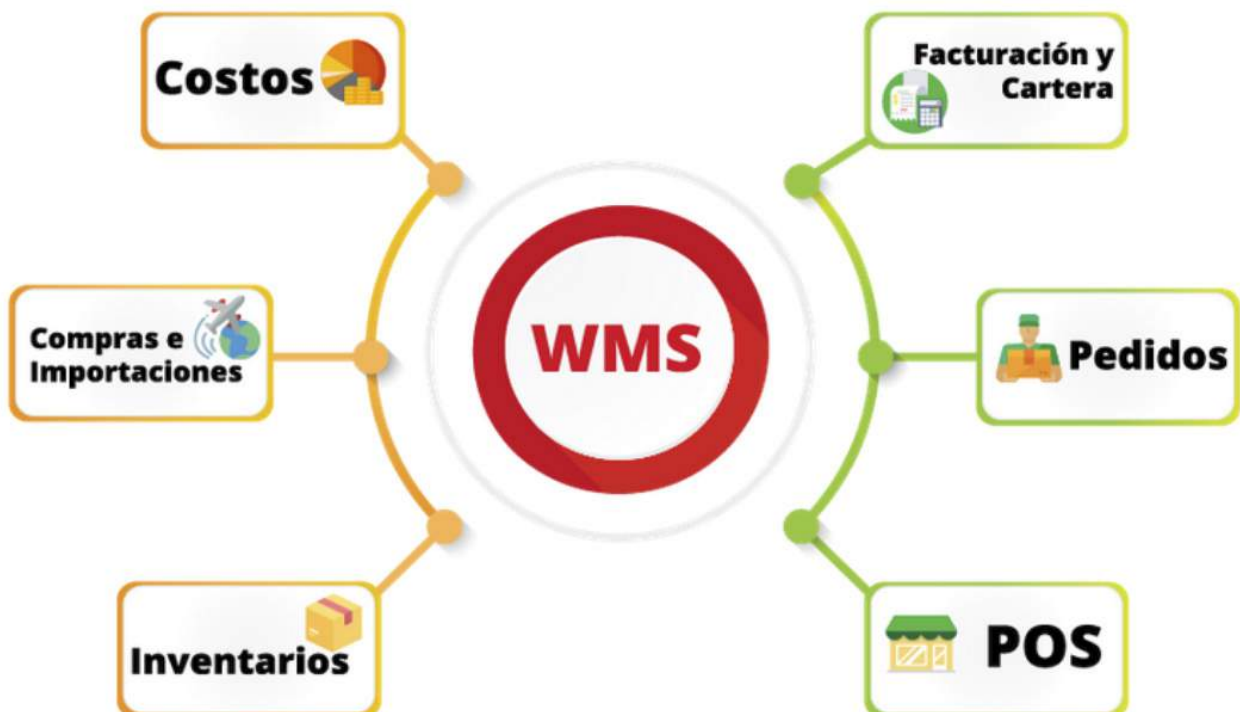 Costos
Compras e
Importaciones
Inventarios
WMS
Facturación y
Cartera
Pedidos
POS